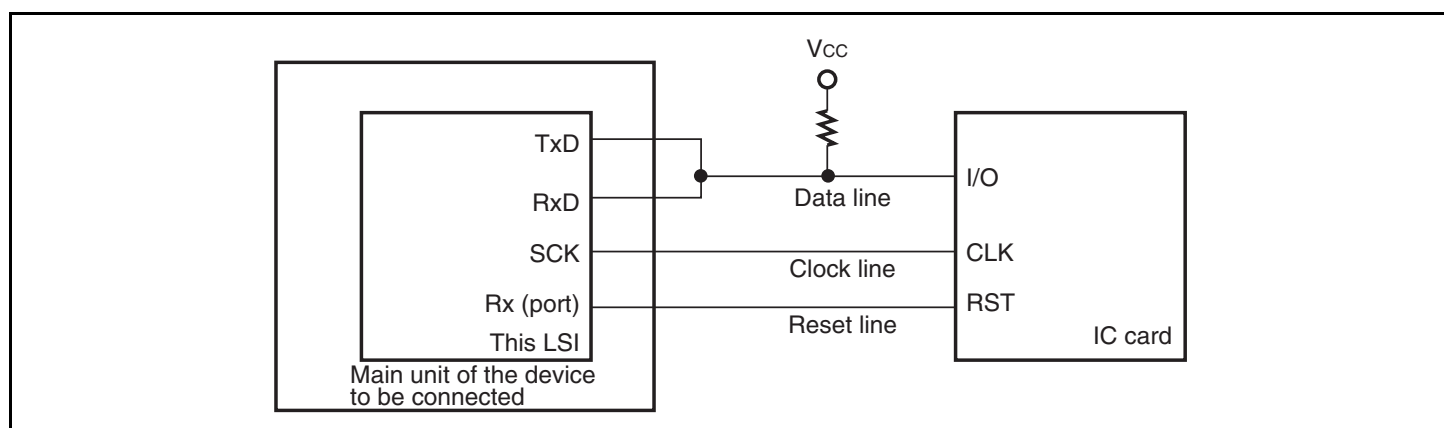 Vcc
TxD
RxD
SCK
Rx (port)
This LSI
Main unit of the device
to be connected
Data line
Clock line
Reset line
I/O
CLK
RST
IC card